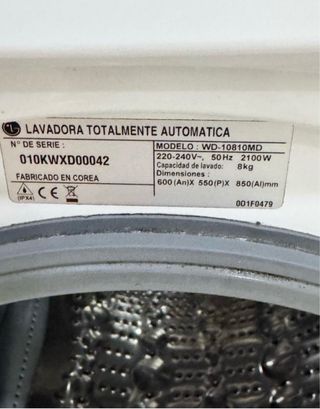 LG LAVADORA TOTALMENTE AUTOMATICA
N° DE SERIE :
010KWXD00042
FABRICADO EN COREA
(IPX4)
MODELO : WD-10810MD
220-240V~, 50Hz 2100W
Capacidad de lavado: 8kg
Dimensiones :
600(An)X 550(P)X 850(Al)mm
001F0479